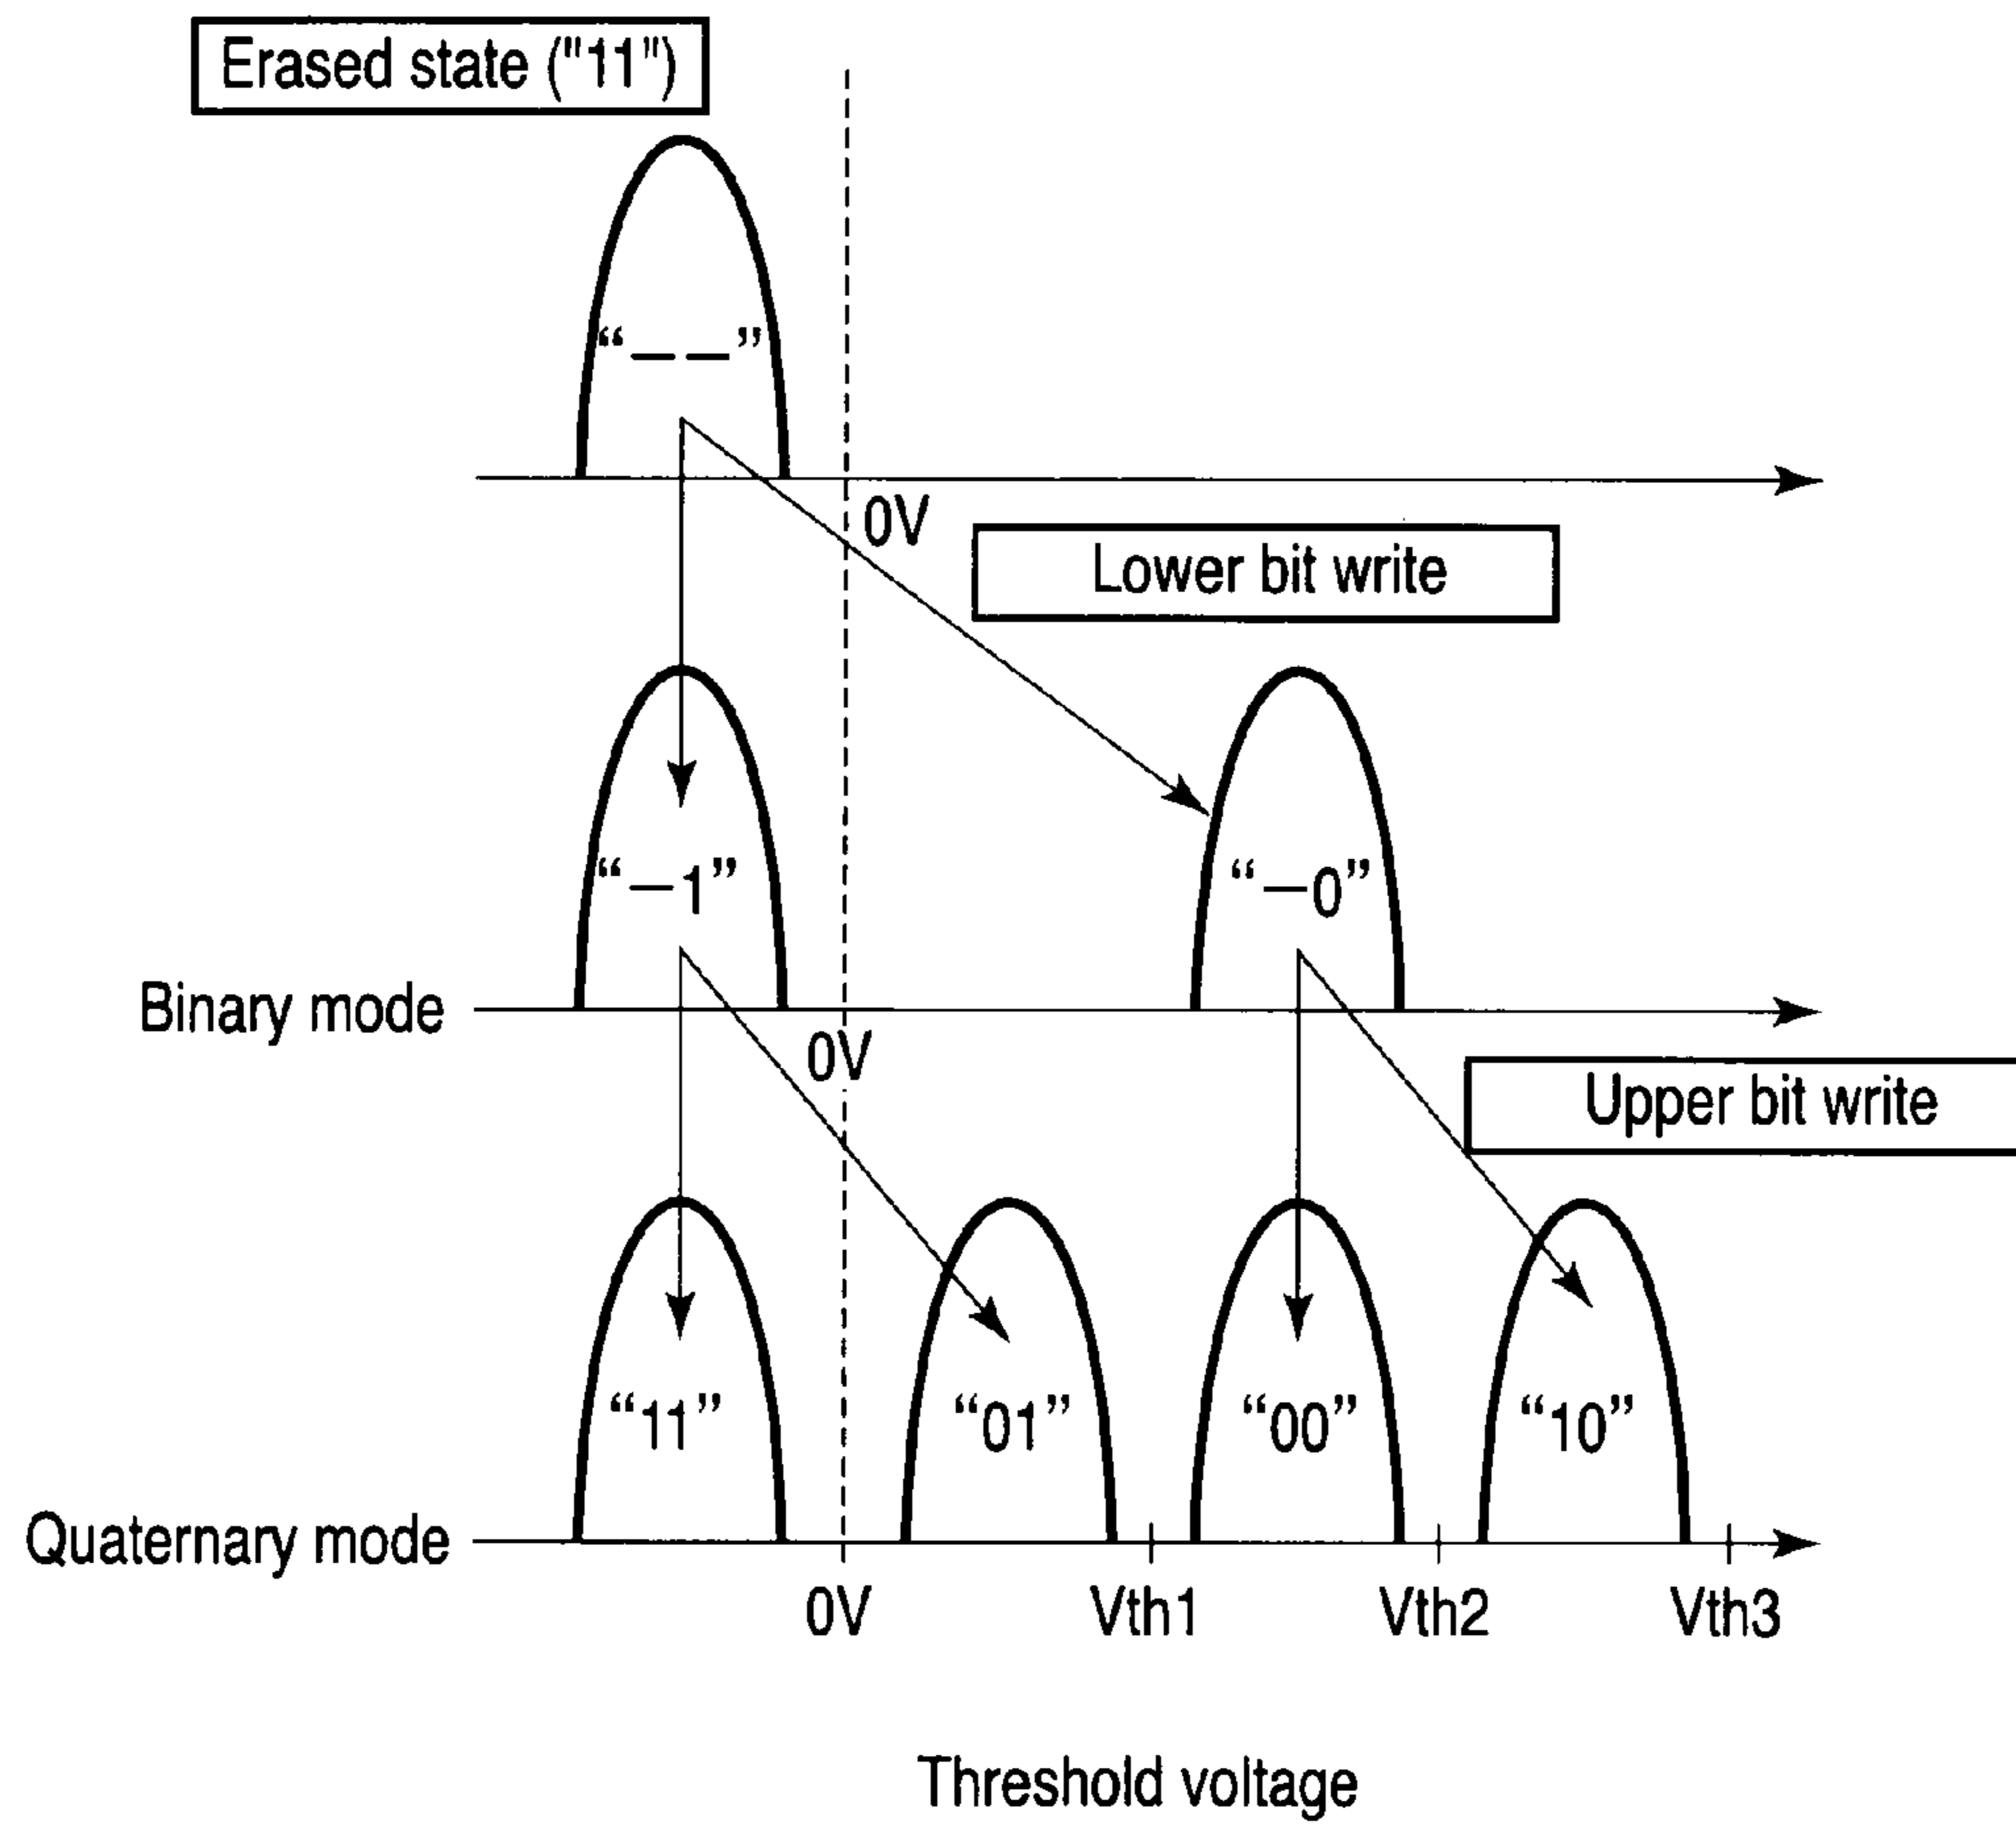 Erased state ("11")
“— —”
0V
Lower bit write
“—1”
“—0”
Binary mode
0V
Upper bit write
“11”
“01”
“00”
“10”
Quaternary mode
0V
Vth1
Vth2
Vth3
Threshold voltage